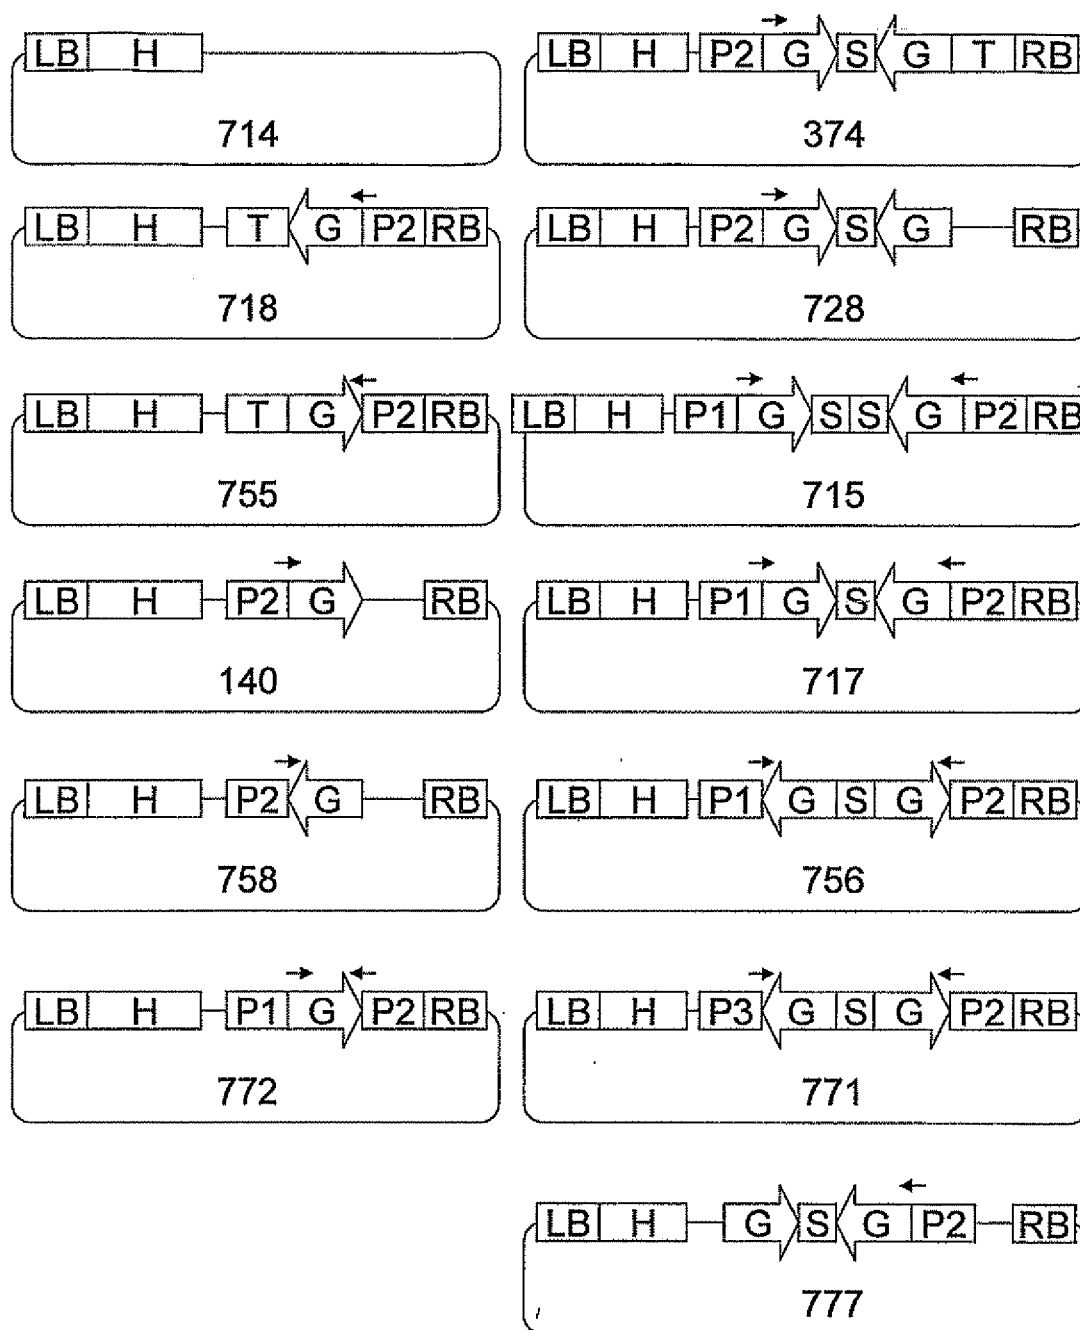 LB H
714
LB H P2 G S G T RB
374
LB H T G P2 RB
718
LB H P2 G S G RB
728
LB H T G P2 RB
755
LB H P1 G S S G P2 RB
715
LB H P2 G RB
140
LB H P1 G S G P2 RB
717
LB H P2 G RB
758
LB H P1 G S G P2 RB
756
LB H P1 G P2 RB
772
LB H P3 G S G P2 RB
771
LB H G S G P2 RB
777